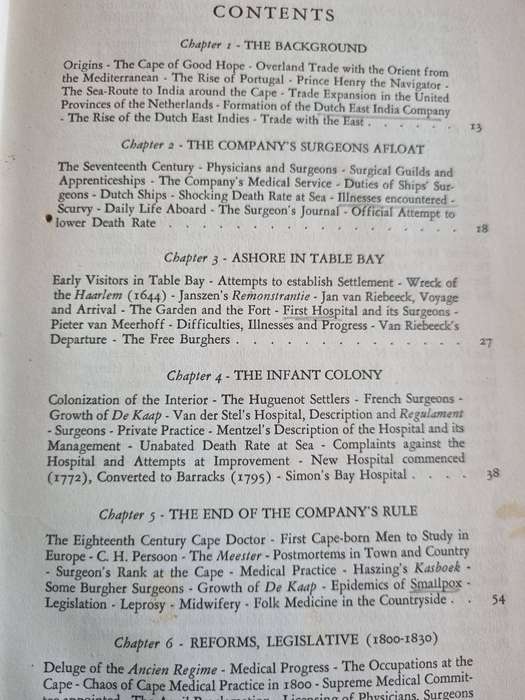 CONTENTS
Chapter 1 - THE BACKGROUND
Origins - The Cape of Good Hope - Overland Trade with the Orient from
the Mediterranean - The Rise of Portugal - Prince Henry the Navigator -
The Sea-Route to India around the Cape - Trade Expansion in the United
Provinces of the Netherlands - Formation of the Dutch East India Company
- The Rise of the Dutch East Indies - Trade with the East . . . . . . 13
Chapter 2 - THE COMPANY'S SURGEONS AFLOAT
The Seventeenth Century - Physicians and Surgeons - Surgical Guilds and
Apprenticeships - The Company's Medical Service - Duties of Ships' Sur-
geons - Dutch Ships - Shocking Death Rate at Sea - Illnesses encountered -
Scurvy - Daily Life Aboard - The Surgeon's Journal - Official Attempt to
lower Death Rate . . . . . . . . . . . . . . . . . 18
Chapter 3 - ASHORE IN TABLE BAY
Early Visitors in Table Bay - Attempts to establish Settlement - Wreck of
the Haarlem (1644) - Janszen's Remonstrantie - Jan van Riebeeck, Voyage
and Arrival - The Garden and the Fort - First Hospital and its Surgeons -
Pieter van Meerhoff - Difficulties, Illnesses and Progress - Van Riebeeck's
Departure - The Free Burghers . . . . . . . . . . . . . 27
Chapter 4 - THE INFANT COLONY
Colonization of the Interior - The Huguenot Settlers - French Surgeons -
Growth of De Kaap - Van der Stel's Hospital, Description and Regulament
- Surgeons - Private Practice - Mentzel's Description of the Hospital and its
Management - Unabated Death Rate at Sea - Complaints against the
Hospital and Attempts at Improvement - New Hospital commenced
(1772), Converted to Barracks (1795) - Simon's Bay Hospital . . . . 38
Chapter 5 - THE END OF THE COMPANY'S RULE
The Eighteenth Century Cape Doctor - First Cape-born Men to Study in
Europe - C. H. Persoon - The Meester - Postmortems in Town and Country
- Surgeon's Rank at the Cape - Medical Practice - Haszing's Kasboek -
Some Burgher Surgeons - Growth of De Kaap - Epidemics of Smallpox -
Legislation - Leprosy - Midwifery - Folk Medicine in the Countryside . . 54
Chapter 6 - REFORMS, LEGISLATIVE (1800-1830)
Deluge of the Ancien Regime - Medical Progress - The Occupations at the
Cape - Chaos of Cape Medical Practice in 1800 - Supreme Medical Commit-